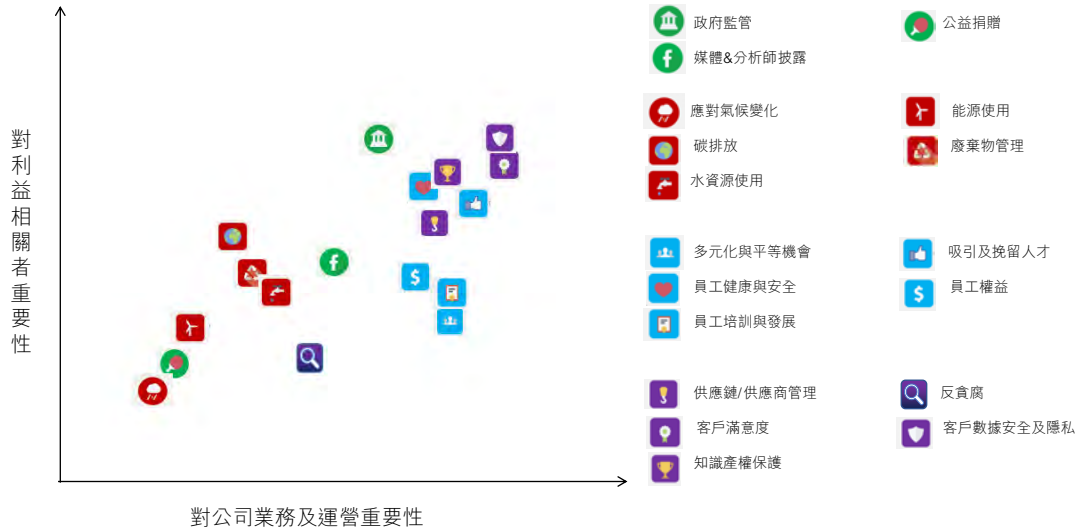 對利益相關者重要性
對公司業務及運營重要性
政府監管
公益捐贈
媒體&分析師披露
應對氣候變化
能源使用
碳排放
廢棄物管理
水資源使用
多元化與平等機會
吸引及挽留人才
員工健康與安全
員工權益
員工培訓與發展
供應鏈/供應商管理
反貪腐
客戶滿意度
客戶數據安全及隱私
知識產權保護